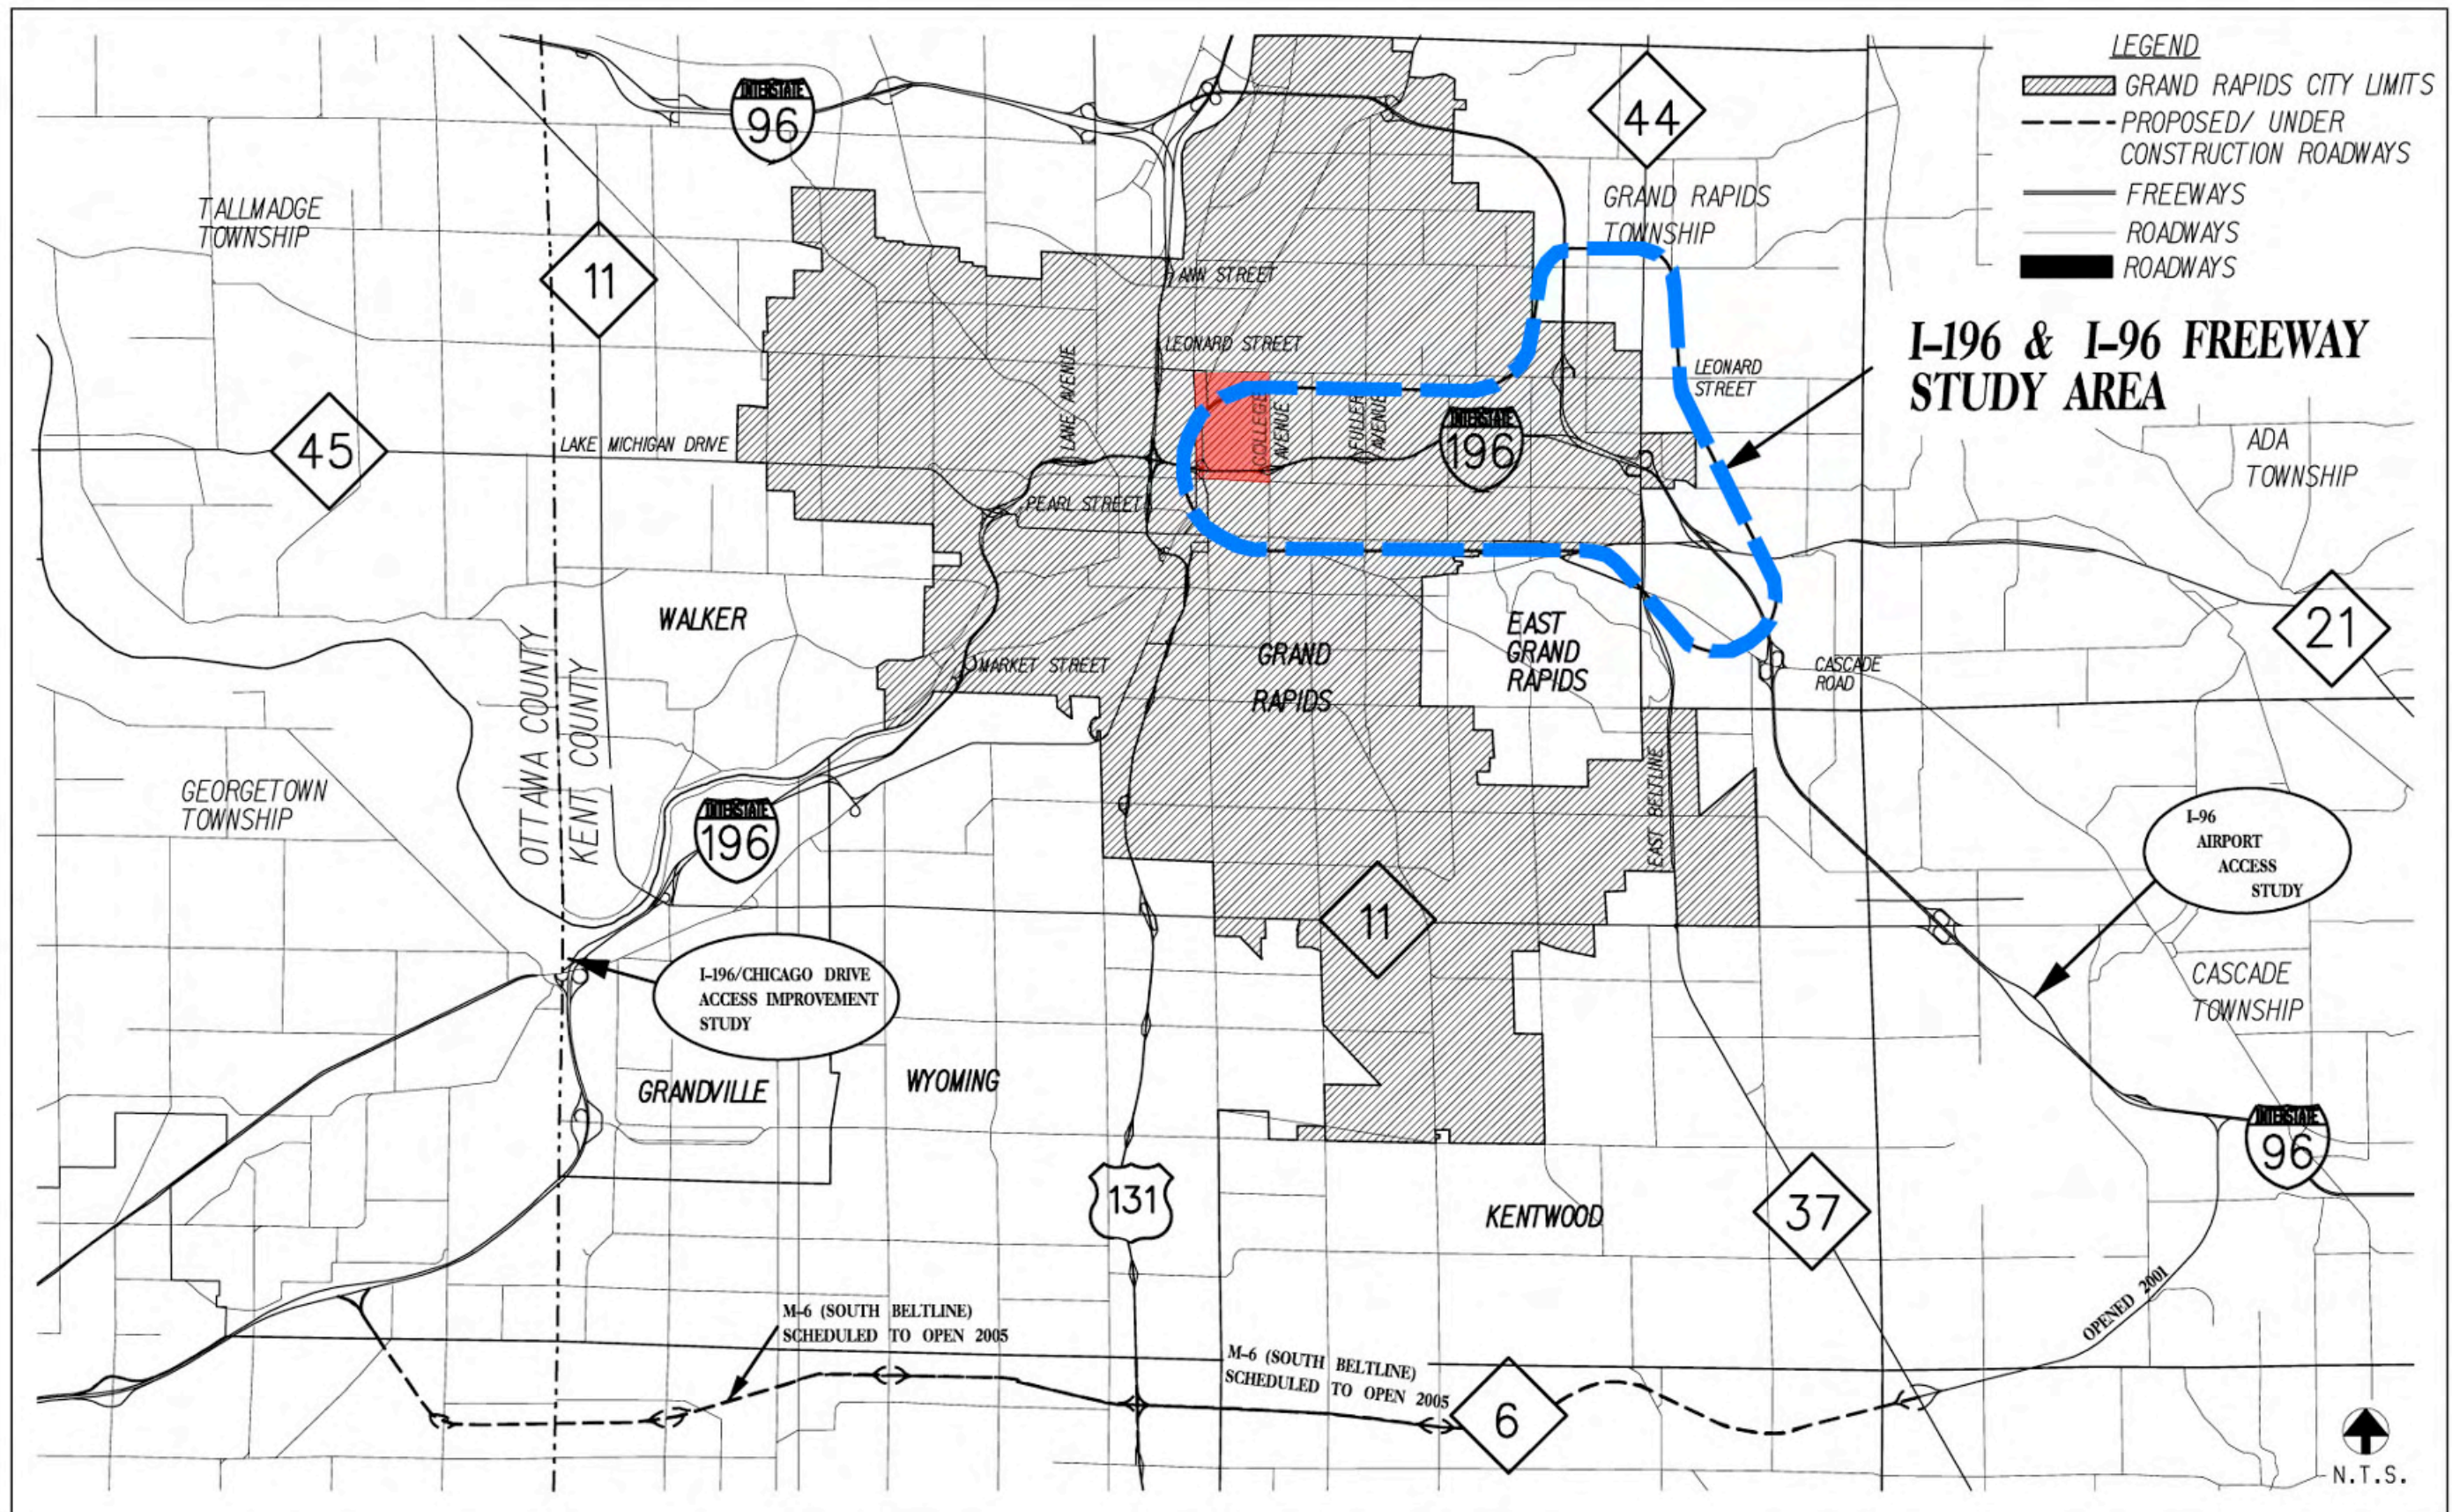 LEGEND
GRAND RAPIDS CITY LIMITS
PROPOSED/ UNDER
CONSTRUCTION ROADWAYS
FREEWAYS
ROADWAYS
ROADWAYS
INTERSTATE
96
44
TALLMADGE
TOWNSHIP
GRAND RAPIDS
TOWNSHIP
11
ANN STREET
I-196 & I-96 FREEWAY
STUDY AREA
LEONARD STREET
LANE AVENUE
LEONARD
STREET
COLLEGE
AVENUE
FULLER
AVENUE
INTERSTATE
196
45
LAKE MICHIGAN DRIVE
ADA
TOWNSHIP
PEARL STREET
WALKER
21
EAST
GRAND
RAPIDS
GRAND
RAPIDS
MARKET STREET
CASCADE
ROAD
OTTAWA COUNTY
KENT COUNTY
GEORGETOWN
TOWNSHIP
INTERSTATE
196
EAST BELTLINE
I-96
AIRPORT
ACCESS
STUDY
11
I-196/CHICAGO DRIVE
ACCESS IMPROVEMENT
STUDY
CASCADE
TOWNSHIP
GRANDVILLE
WYOMING
INTERSTATE
96
131
KENTWOOD
37
OPENED 2001
M-6 (SOUTH BELTLINE)
SCHEDULED TO OPEN 2005
M-6 (SOUTH BELTLINE)
SCHEDULED TO OPEN 2005
6
N.T.S.